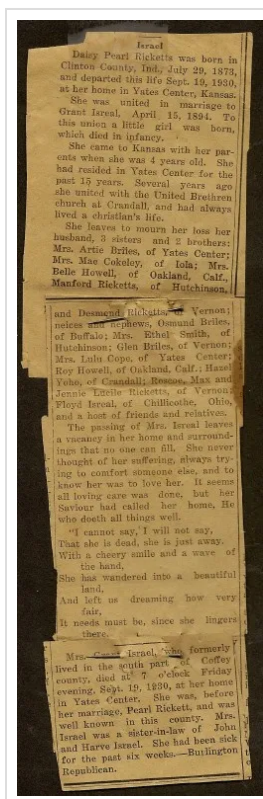 Israel
Daisy Pearl Ricketts was born in
Clinton County, Ind., July 29, 1873,
and departed this life Sept. 19, 1930,
at her home in Yates Center, Kansas.
She was united in marriage to
Grant Isreal, April 15, 1894. To
this union a little girl was born,
which died in infancy.
She came to Kansas with her par-
ents when she was 4 years old. She
had resided in Yates Center for the
past 15 years. Several years ago
she united with the United Brethren
church at Crandall, and had always
lived a christian's life.
She leaves to mourn her loss her
husband, 3 sisters and 2 brothers:
Mrs. Artie Briles, of Yates Center;
Mrs. Mae Cokeley, of Iola; Mrs.
Belle Howell, of Oakland, Calf.,
Manford Ricketts, of Hutchinson,
and Desmond Ricketts, of Vernon;
neices and nephews, Osmund Briles,
of Buffalo; Mrs. Ethel Smith, of
Hutchinson; Glen Briles, of Vernon;
Mrs. Lulu Cope, of Yates Center;
Roy Howell, of Oakland, Calf.; Hazel
Yoho, of Crandall; Roscoe, Max and
Jennie Lucile Ricketts, of Vernon;
Floyd Isreal, of Chillicothe, Ohio,
and a host of friends and relatives.
The passing of Mrs. Isreal leaves
a vacancy in her home and surround-
ings that no one can fill. She never
thought of her suffering, always try-
ing to comfort someone else, and to
know her was to love her. It seems
all loving care was done, but her
Saviour had called her home, He
who doeth all things well.
"I cannot say,' I will not say,
That she is dead, she is just away.
With a cheery smile and a wave of
the hand,
She has wandered into a beautiful
land,
And left us dreaming how very
fair,
It needs must be, since she lingers
there.
Mrs. Israel, who formerly
lived in the south part of Coffey
county, died at 7 o'clock Friday
evening, Sept. 19, 1930, at her home
in Yates Center. She was, before
her marriage, Pearl Rickett, and was
well known in this county. Mrs.
Israel was a sister-in-law of John
and Harve Israel. She had been sick
for the past six weeks.—Burlington
Republican.